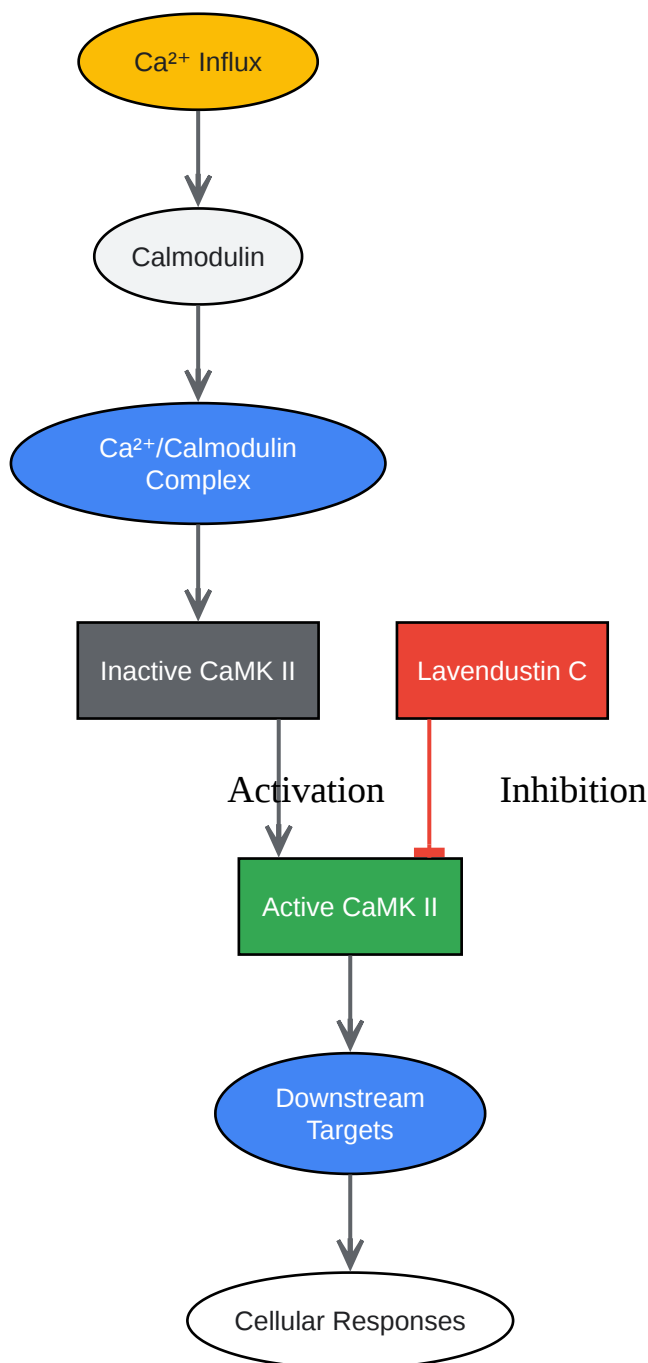 Ca²⁺ Influx
Calmodulin
Ca²⁺/Calmodulin
Complex
Inactive CaMK II
Lavendustin C
Activation
Inhibition
Active CaMK II
Downstream
Targets
Cellular Responses